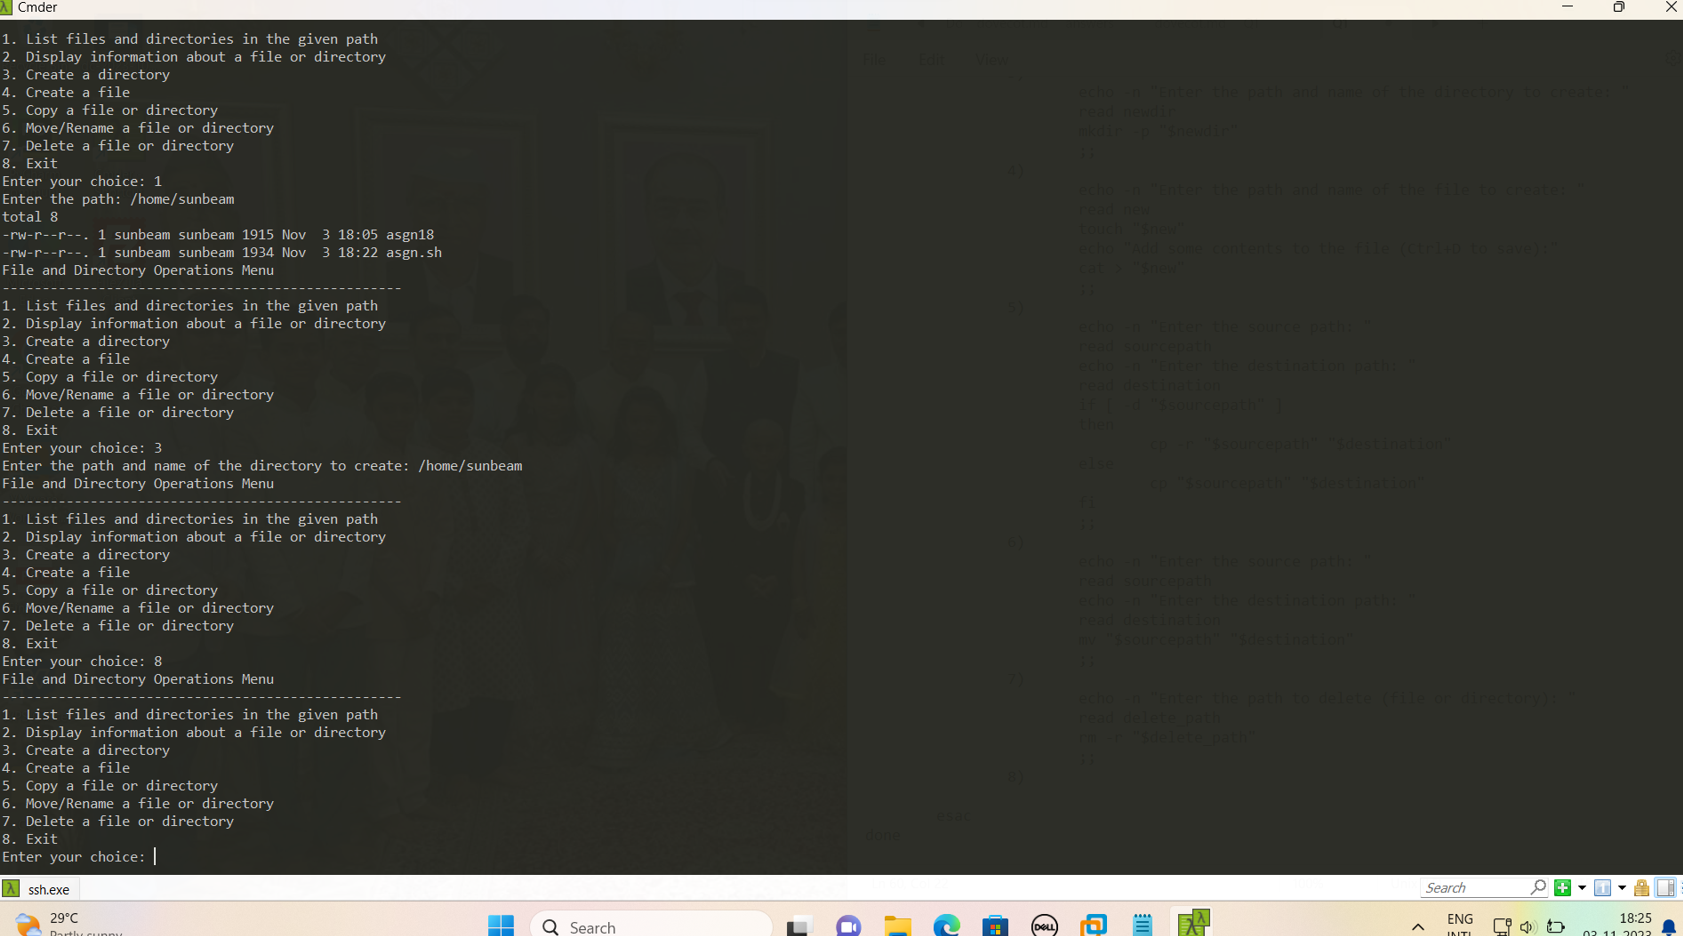 Cmder
1. List files and directories in the given path
2. Display information about a file or directory
3. Create a directory
4. Create a file
5. Copy a file or directory
6. Move/Rename a file or directory
7. Delete a file or directory
8. Exit
Enter your choice: 1
Enter the path: /home/sunbeam
total 8
-rw-r--r--. 1 sunbeam sunbeam 1915 Nov  3 18:05 asgn18
-rw-r--r--. 1 sunbeam sunbeam 1934 Nov  3 18:22 asgn.sh
File and Directory Operations Menu
--------------------------------------------------
1. List files and directories in the given path
2. Display information about a file or directory
3. Create a directory
4. Create a file
5. Copy a file or directory
6. Move/Rename a file or directory
7. Delete a file or directory
8. Exit
Enter your choice: 3
Enter the path and name of the directory to create: /home/sunbeam
File and Directory Operations Menu
--------------------------------------------------
1. List files and directories in the given path
2. Display information about a file or directory
3. Create a directory
4. Create a file
5. Copy a file or directory
6. Move/Rename a file or directory
7. Delete a file or directory
8. Exit
Enter your choice: 8
File and Directory Operations Menu
--------------------------------------------------
1. List files and directories in the given path
2. Display information about a file or directory
3. Create a directory
4. Create a file
5. Copy a file or directory
6. Move/Rename a file or directory
7. Delete a file or directory
8. Exit
Enter your choice:
File Edit View
echo -n "Enter the path and name of the directory to create: "
read newdir
mkdir -p "$newdir"
;;
4)
echo -n "Enter the path and name of the file to create: "
read new
touch "$new"
echo "Add some contents to the file (Ctrl+D to save):"
cat > "$new"
;;
5)
echo -n "Enter the source path: "
read sourcepath
echo -n "Enter the destination path: "
read destination
if [ -d "$sourcepath" ]
then
cp -r "$sourcepath" "$destination"
else
cp "$sourcepath" "$destination"
fi
;;
6)
echo -n "Enter the source path: "
read sourcepath
echo -n "Enter the destination path: "
read destination
mv "$sourcepath" "$destination"
;;
7)
echo -n "Enter the path to delete (file or directory): "
read delete_path
rm -r "$delete_path"
;;
8)
esac
done
ssh.exe
Search
29°C
Partly sunny
Search
DELL
ENG
INTL
18:25
03-11-2023